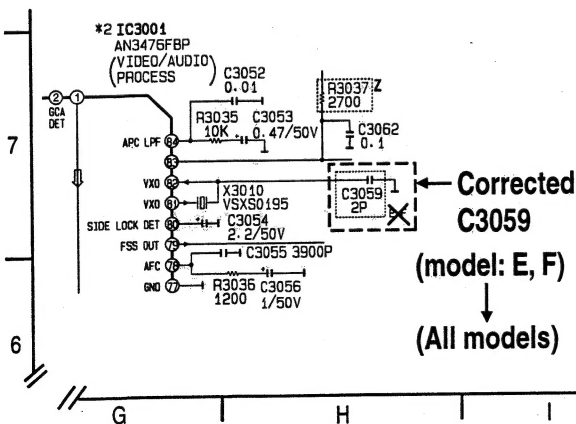 *2 IC3001
AN3476FBP
(VIDEO/AUDIO
PROCESS)
2 1
GCA
DET
C3052
0.01
R3037 Z
2700
R3035
10K
C3053
0.47/50V
C3062
0.1
APC LPF 84
83
VXO 82
VXO 81
X3010
VSXS0195
C3059
2P
SIDE LOCK DET 80
C3054
2.2/50V
FSS OUT 79
C3055 3900P
AFC 78
R3036
1200
C3056
1/50V
GND 77
Corrected
C3059
(model: E, F)
(All models)
7
6
G H I